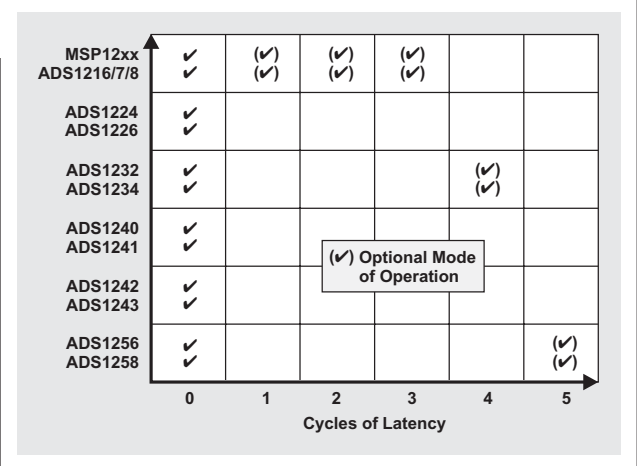 MSP12xx ✔ (✔) (✔) (✔)
ADS1216/7/8 ✔ (✔) (✔) (✔)
ADS1224 ✔
ADS1226 ✔
ADS1232 ✔ (✔)
ADS1234 ✔ (✔)
ADS1240 ✔
ADS1241 ✔
(✔) Optional Mode
of Operation
ADS1242 ✔
ADS1243 ✔
ADS1256 ✔ (✔)
ADS1258 ✔ (✔)
0 1 2 3 4 5
Cycles of Latency